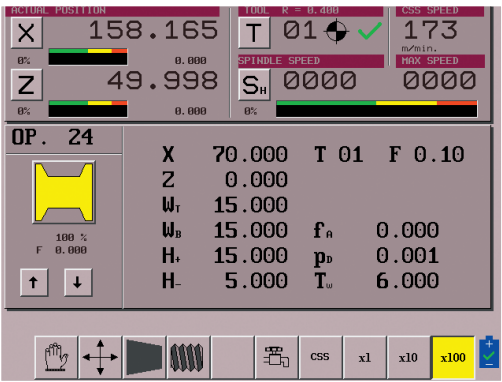 ACTUAL POSITION
TOOL R = 0.400
CSS SPEED
X 158.165
T 01
173
m/min.
0% 0.000
SPINDLE SPEED
MAX SPEED
Z 49.998
SH 0000
0000
0% 0.000
0%
OP. 24
X 70.000 T 01 F 0.10
Z 0.000
WT 15.000
WB 15.000 fA 0.000
H+ 15.000 pD 0.001
H- 5.000 Tω 6.000
100 %
F 0.000
CSS x1 x10 x100